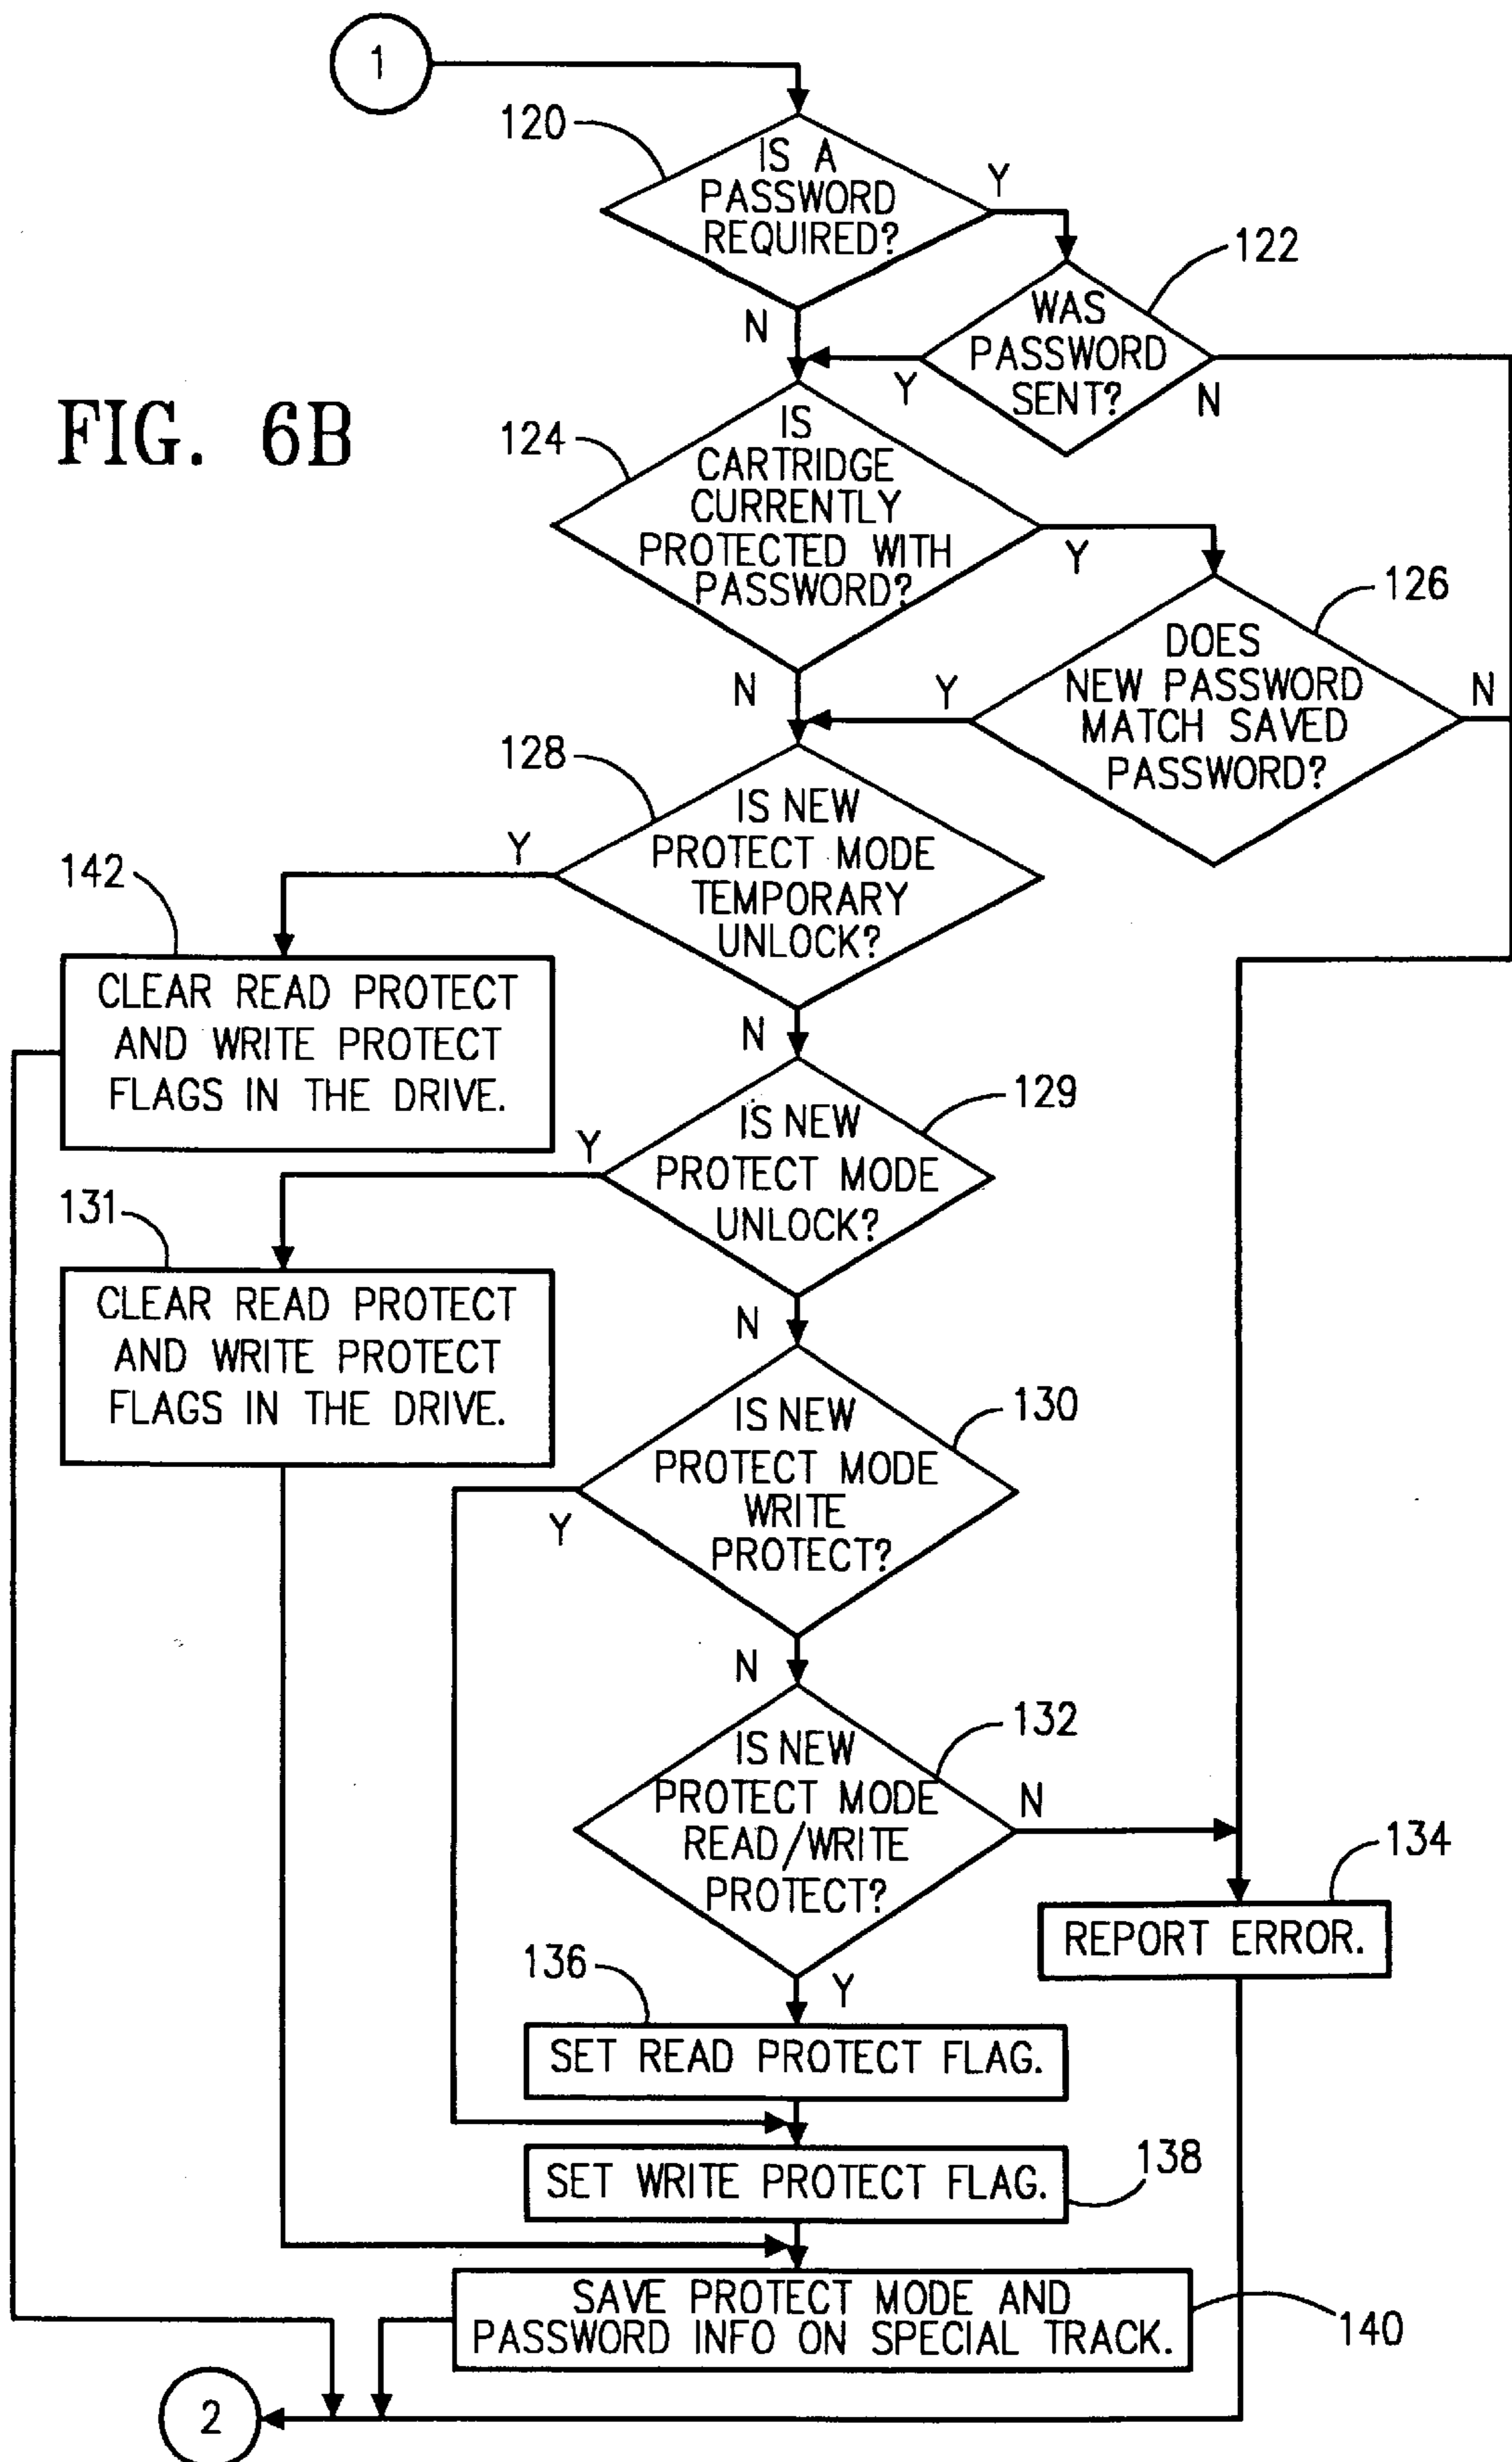 1
120
IS A
PASSWORD
REQUIRED?
Y
N
122
WAS
PASSWORD
SENT?
Y
N
FIG. 6B
124
IS
CARTRIDGE
CURRENTLY
PROTECTED WITH
PASSWORD?
Y
N
126
DOES
NEW PASSWORD
MATCH SAVED
PASSWORD?
Y
N
128
IS NEW
PROTECT MODE
TEMPORARY
UNLOCK?
Y
N
142
CLEAR READ PROTECT
AND WRITE PROTECT
FLAGS IN THE DRIVE.
129
IS NEW
PROTECT MODE
UNLOCK?
Y
N
131
CLEAR READ PROTECT
AND WRITE PROTECT
FLAGS IN THE DRIVE.
130
IS NEW
PROTECT MODE
WRITE
PROTECT?
Y
N
132
IS NEW
PROTECT MODE
READ/WRITE
PROTECT?
N
Y
134
REPORT ERROR.
136
SET READ PROTECT FLAG.
138
SET WRITE PROTECT FLAG.
SAVE PROTECT MODE AND
PASSWORD INFO ON SPECIAL TRACK.
140
2